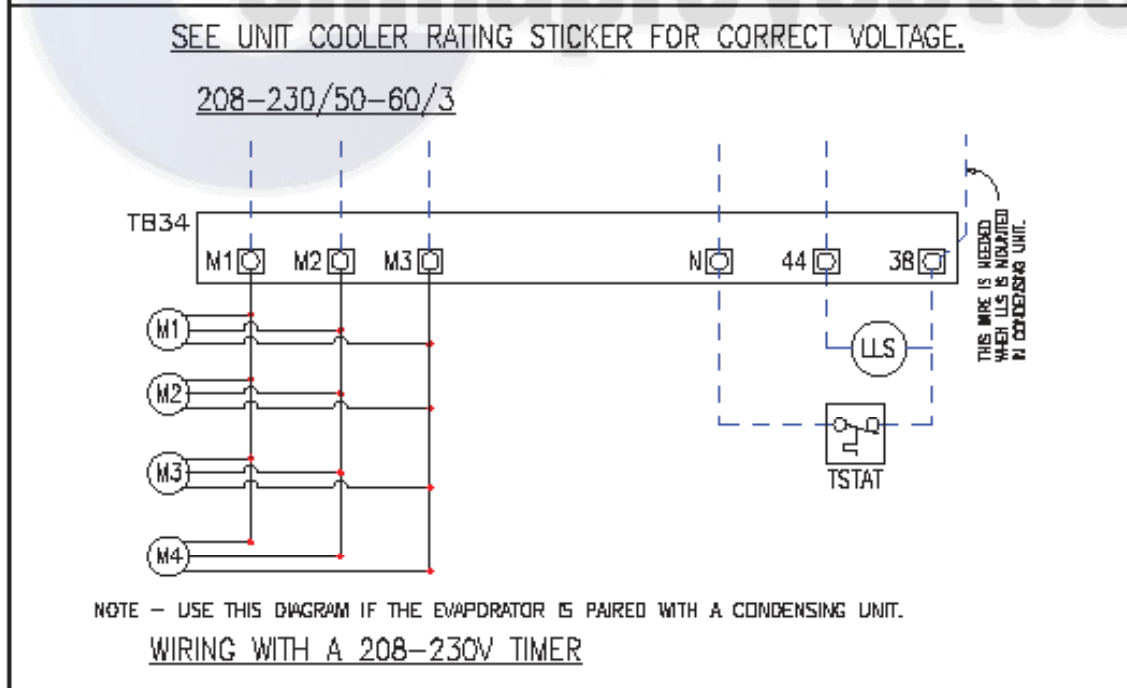 SEE UNIT COOLER RATING STICKER FOR CORRECT VOLTAGE.
208-230/50-60/3
TB34
M1
M2
M3
N
44
38
THIS WIRE IS NEEDED
WHEN LLS IS MOUNTED
IN CONDENSING UNIT.
M1
M2
M3
M4
LLS
TSTAT
NOTE - USE THIS DIAGRAM IF THE EVAPORATOR IS PAIRED WITH A CONDENSING UNIT.
WIRING WITH A 208-230V TIMER